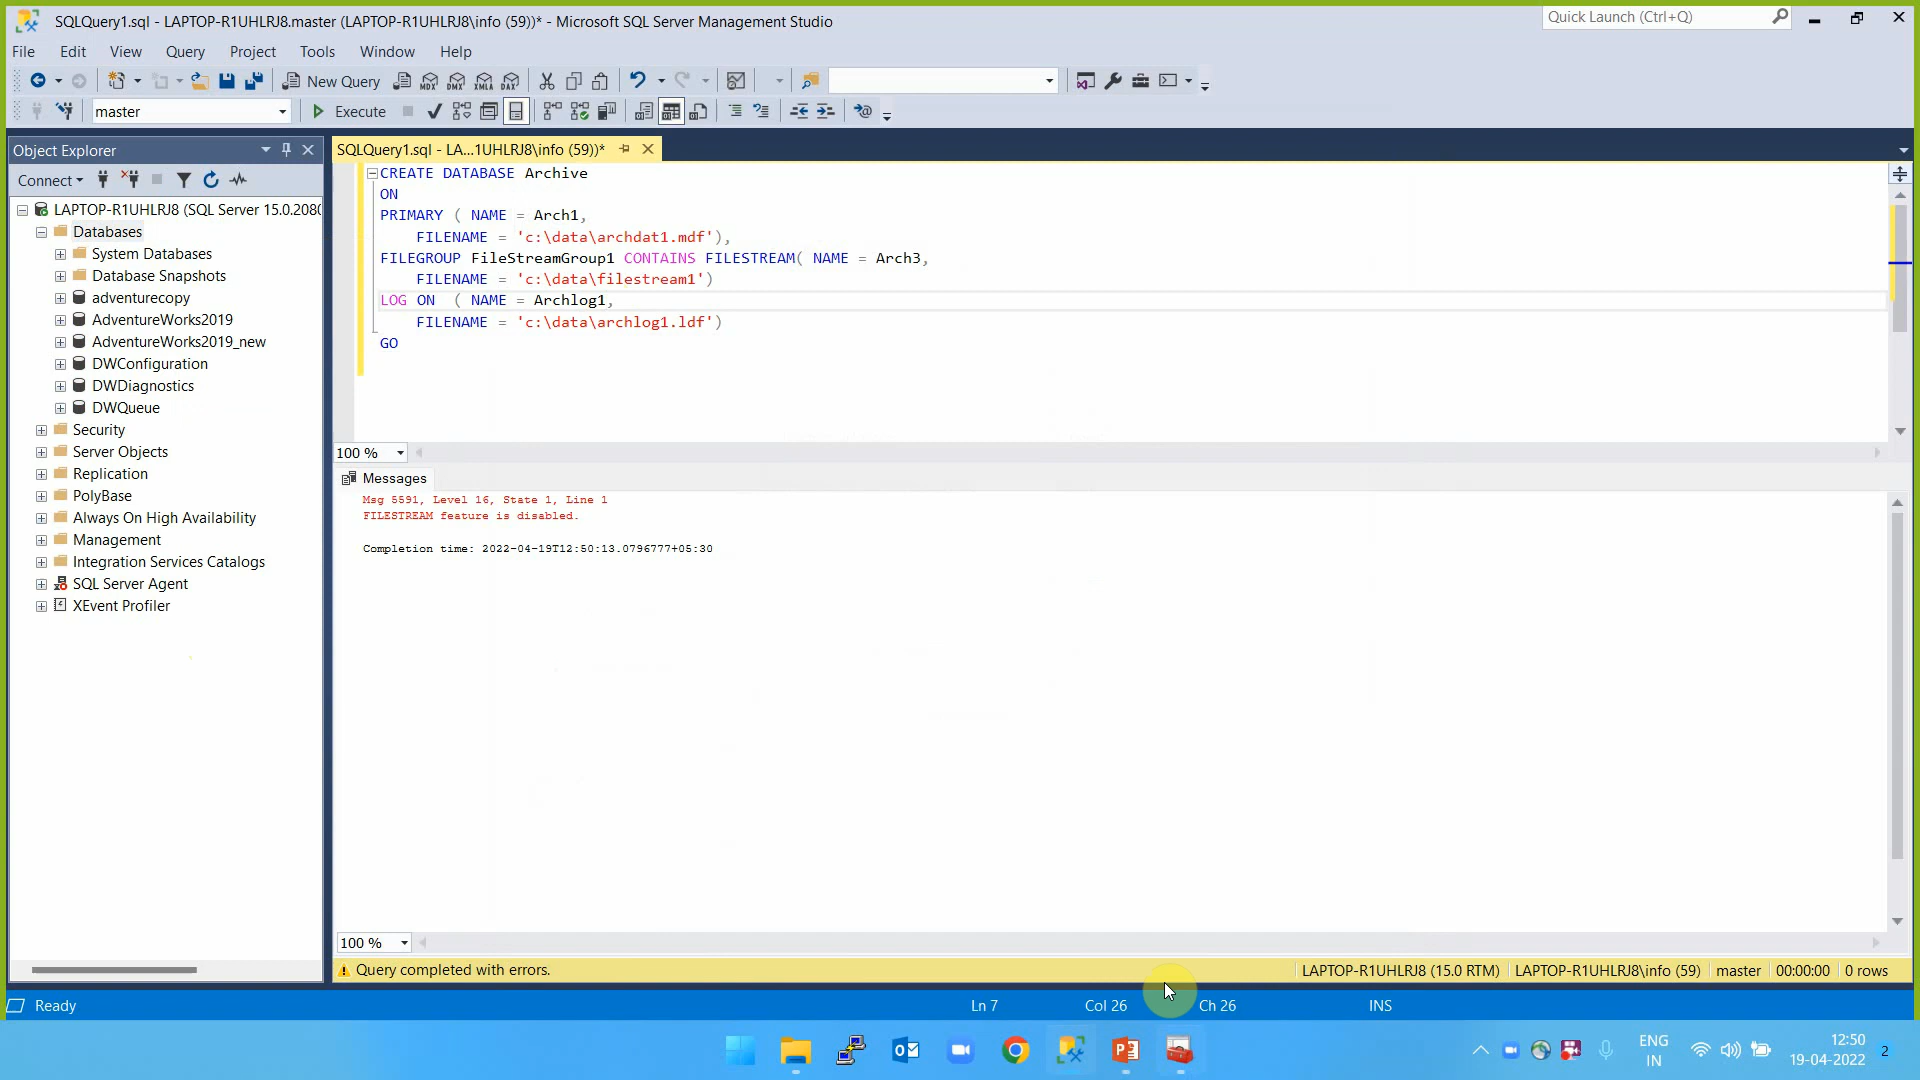 SQLQuery1.sql - LAPTOP-R1UHLRJ8.master (LAPTOP-R1UHLRJ8\info (59))* - Microsoft SQL Server Management Studio
Quick Launch (Ctrl+Q)
File Edit View Query Project Tools Window Help
New Query MDX DMX XMLA DAX
master Execute
Object Explorer
SQLQuery1.sql - LA...1UHLRJ8\info (59))*
Connect
LAPTOP-R1UHLRJ8 (SQL Server 15.0.2080
Databases
System Databases
Database Snapshots
adventurecopy
AdventureWorks2019
AdventureWorks2019_new
DWConfiguration
DWDiagnostics
DWQueue
Security
Server Objects
Replication
PolyBase
Always On High Availability
Management
Integration Services Catalogs
SQL Server Agent
XEvent Profiler
CREATE DATABASE Archive
ON
PRIMARY ( NAME = Arch1,
FILENAME = 'c:\data\archdat1.mdf'),
FILEGROUP FileStreamGroup1 CONTAINS FILESTREAM( NAME = Arch3,
FILENAME = 'c:\data\filestream1')
LOG ON ( NAME = Archlog1,
FILENAME = 'c:\data\archlog1.ldf')
GO
100 %
Messages
Msg 5591, Level 16, State 1, Line 1
FILESTREAM feature is disabled.
Completion time: 2022-04-19T12:50:13.0796777+05:30
100 %
Query completed with errors.
LAPTOP-R1UHLRJ8 (15.0 RTM) LAPTOP-R1UHLRJ8\info (59) master 00:00:00 0 rows
Ready Ln 7 Col 26 Ch 26 INS
ENG
IN
12:50
19-04-2022
2